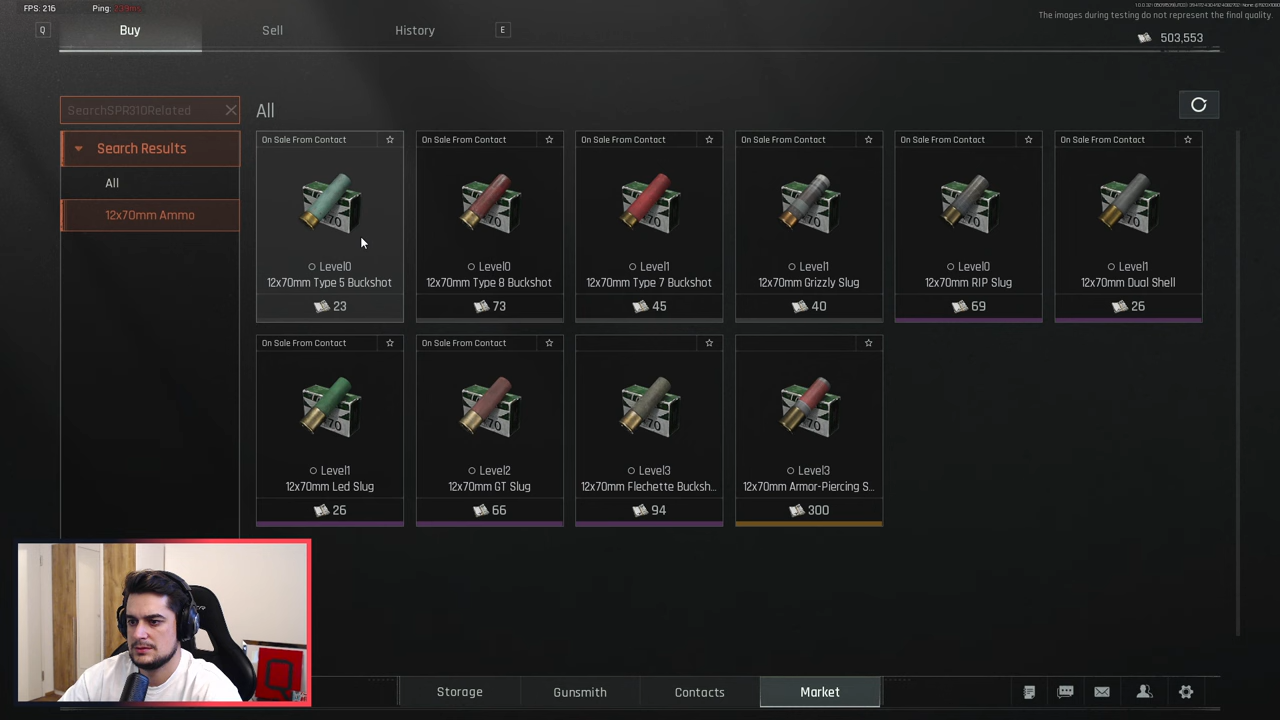 FPS: 216
Ping:
The images during testing do not represent the final quality
Q
Buy
Sell
History
E
503,553
SearchSPR310Related
Search Results
All
12x70mm Ammo
All
On Sale From Contact
Level0
12x70mm Type 5 Buckshot
23
On Sale From Contact
Level0
12x70mm Type 8 Buckshot
73
On Sale From Contact
Level1
12x70mm Type 7 Buckshot
45
On Sale From Contact
Level1
12x70mm Grizzly Slug
40
On Sale From Contact
Level0
12x70mm RIP Slug
69
On Sale From Contact
Level1
12x70mm Dual Shell
26
On Sale From Contact
Level1
12x70mm Led Slug
26
On Sale From Contact
Level2
12x70mm GT Slug
66
Level3
12x70mm Flechette Bucksh...
94
Level3
12x70mm Armor-Piercing S...
300
Storage
Gunsmith
Contacts
Market